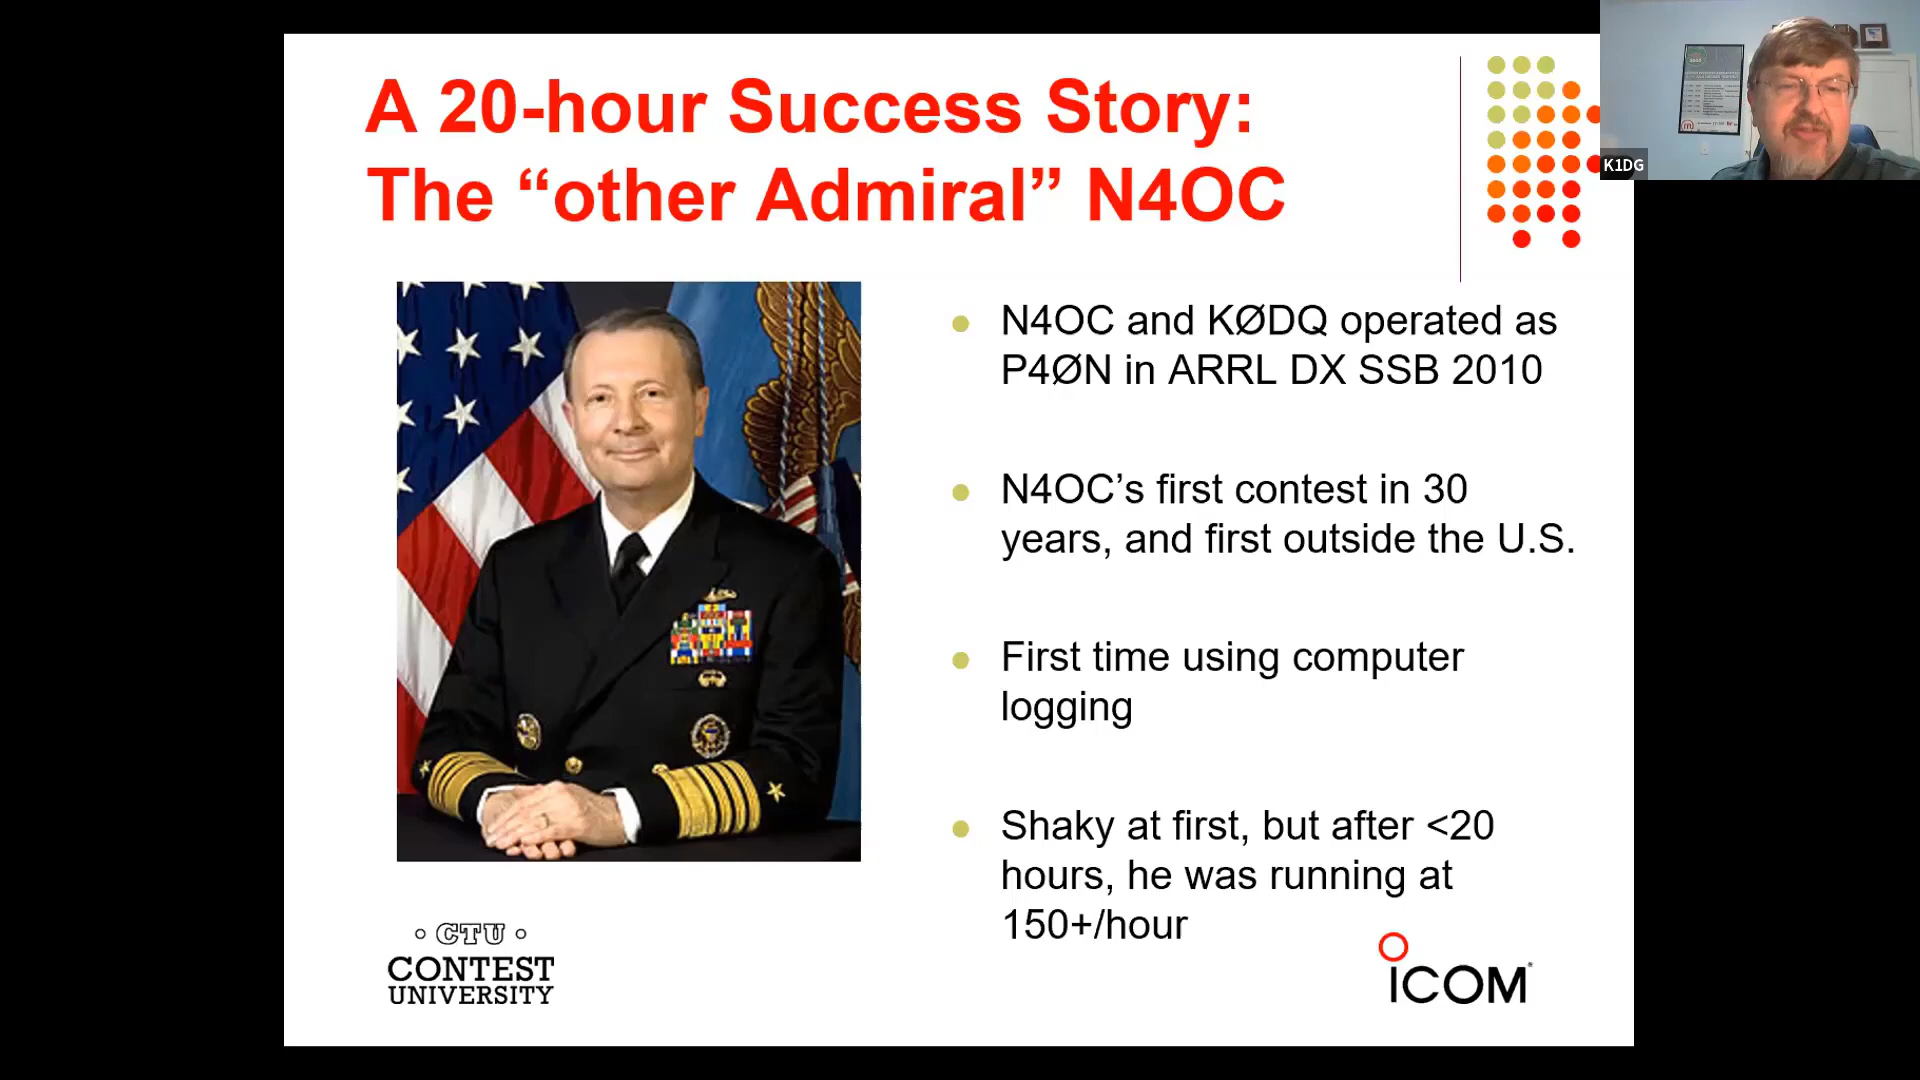 A 20-hour Success Story:
The “other Admiral” N4OC
K1DG
N4OC and KØDQ operated as
P4ØN in ARRL DX SSB 2010
N4OC’s first contest in 30
years, and first outside the U.S.
First time using computer
logging
Shaky at first, but after <20
hours, he was running at
150+/hour
CTU
CONTEST
UNIVERSITY
ICOM